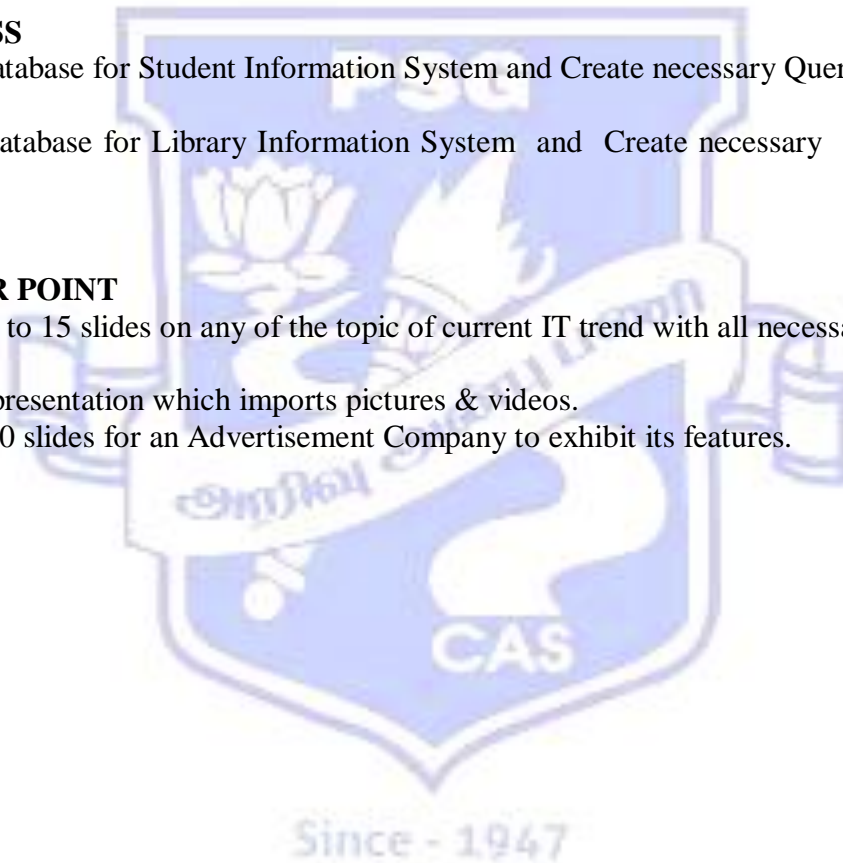 SS
atabase for Student Information System and Create necessary Quer
atabase for Library Information System and Create necessary
R POINT
to 15 slides on any of the topic of current IT trend with all necessa
presentation which imports pictures & videos.
0 slides for an Advertisement Company to exhibit its features.
PSG
CAS
Since - 1947